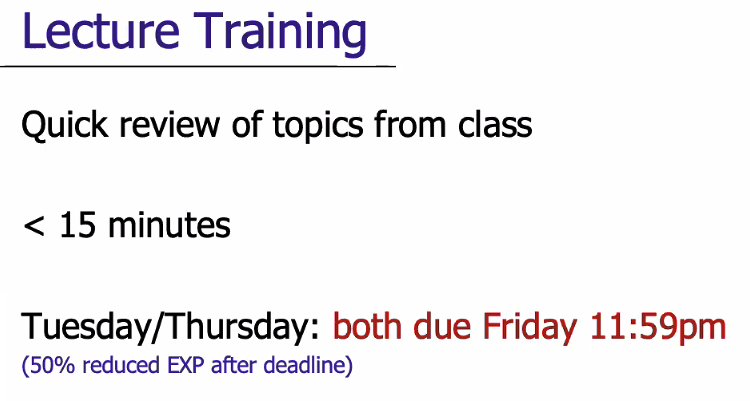 Lecture Training
Quick review of topics from class
< 15 minutes
Tuesday/Thursday: both due Friday 11:59pm
(50% reduced EXP after deadline)